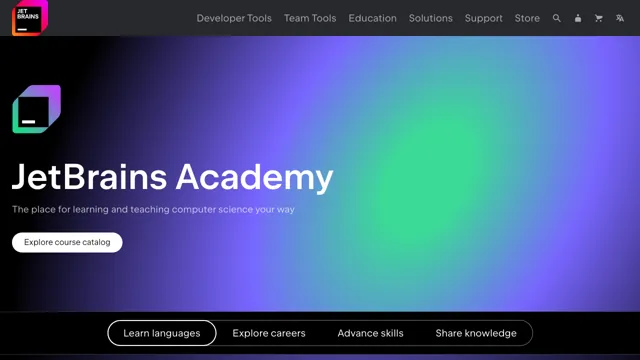 JET
BRAINS
Developer Tools Team Tools Education Solutions Support Store
JetBrains Academy
The place for learning and teaching computer science your way
Explore course catalog
Learn languages Explore careers Advance skills Share knowledge